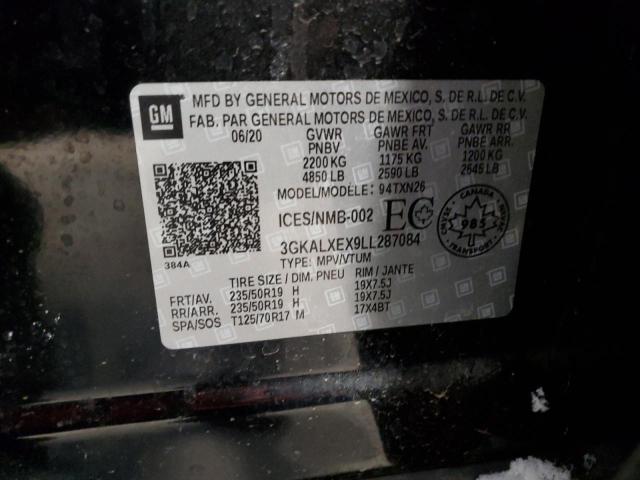 GM
MFD BY GENERAL MOTORS DE MEXICO, S. DE R.L. DE C.V.
FAB. PAR GENERAL MOTORS DE MEXICO, S. DE R.L. DE C.V.
06/20 GVWR GAWR FRT GAWR RR
PNBV PNBE AV. PNBE ARR.
2200 KG 1175 KG 1200 KG
4850 LB 2590 LB 2645 LB
MODEL/MODÈLE: 94TXN26
ICES/NMB-002 EC CANADA 985
3GKALXEX9LL287084
384A
TYPE: MPV/VTUM
TIRE SIZE / DIM. PNEU RIM / JANTE
FRT/AV. 235/50R19 H 19X7.5J
RR/ARR. 235/50R19 H 19X7.5J
SPA/SOS T125/70R17 M 17X4BT